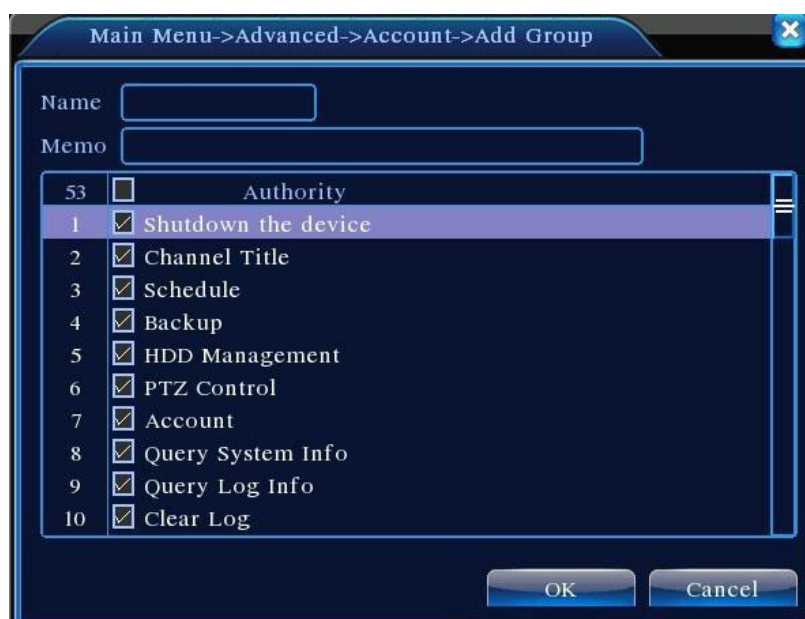 Main Menu->Advanced->Account->Add Group
Name
Memo
53 Authority
1 Shutdown the device
2 Channel Title
3 Schedule
4 Backup
5 HDD Management
6 PTZ Control
7 Account
8 Query System Info
9 Query Log Info
10 Clear Log
OK Cancel